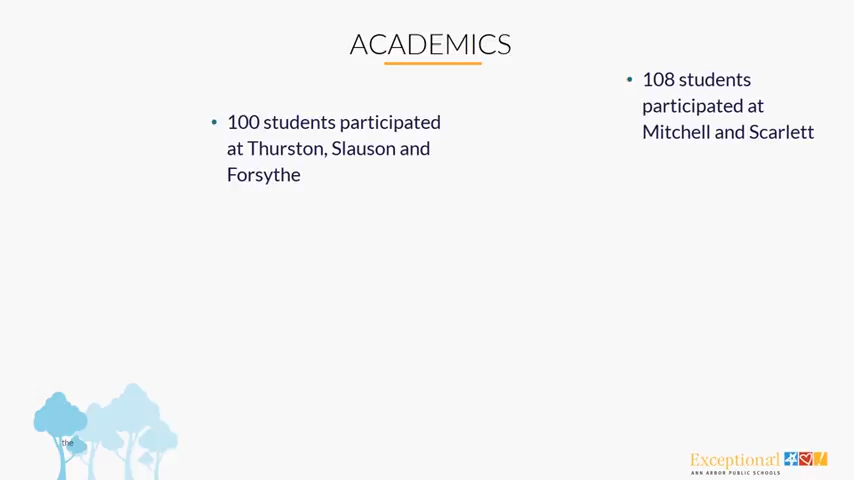 ACADEMICS
• 100 students participated
at Thurston, Slauson and
Forsythe
• 108 students
participated at
Mitchell and Scarlett
the
Exceptional
ANN ARBOR PUBLIC SCHOOLS